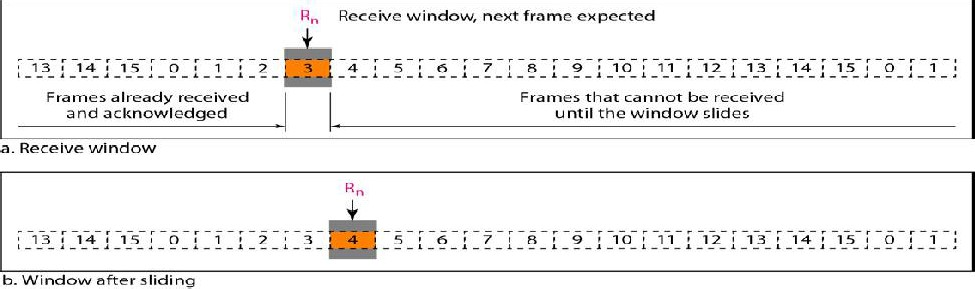 Rn Receive window, next frame expected
13 14 15 0 1 2 3 4 5 6 7 8 9 10 11 12 13 14 15 0 1
Frames already received
and acknowledged
Frames that cannot be received
until the window slides
a. Receive window
Rn
13 14 15 0 1 2 3 4 5 6 7 8 9 10 11 12 13 14 15 0 1
b. Window after sliding